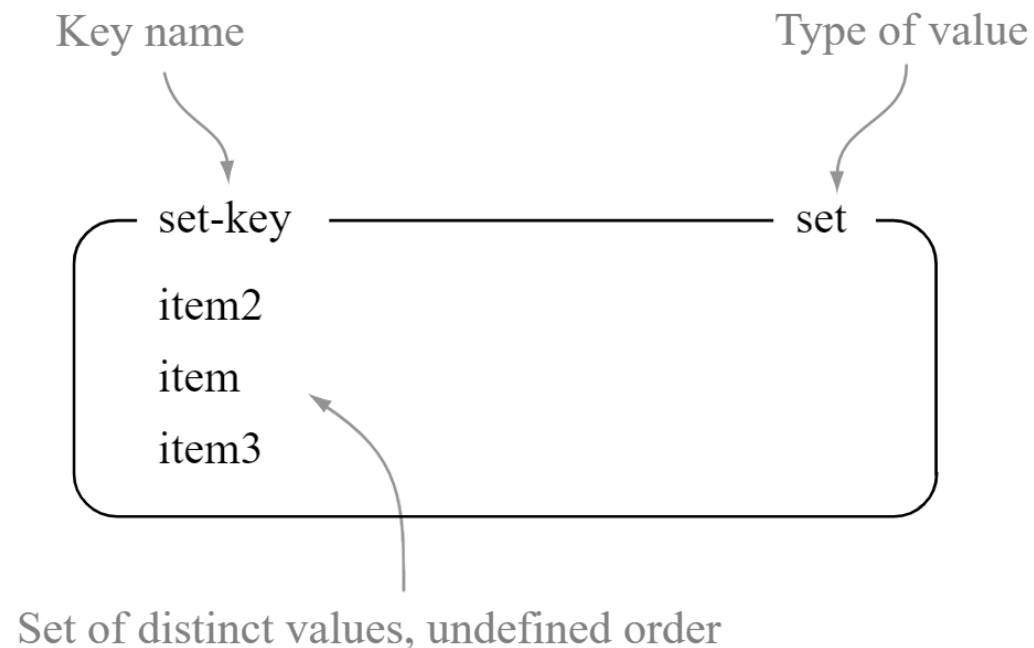 Key name
Type of value
set-key
set
item2
item
item3
Set of distinct values, undefined order